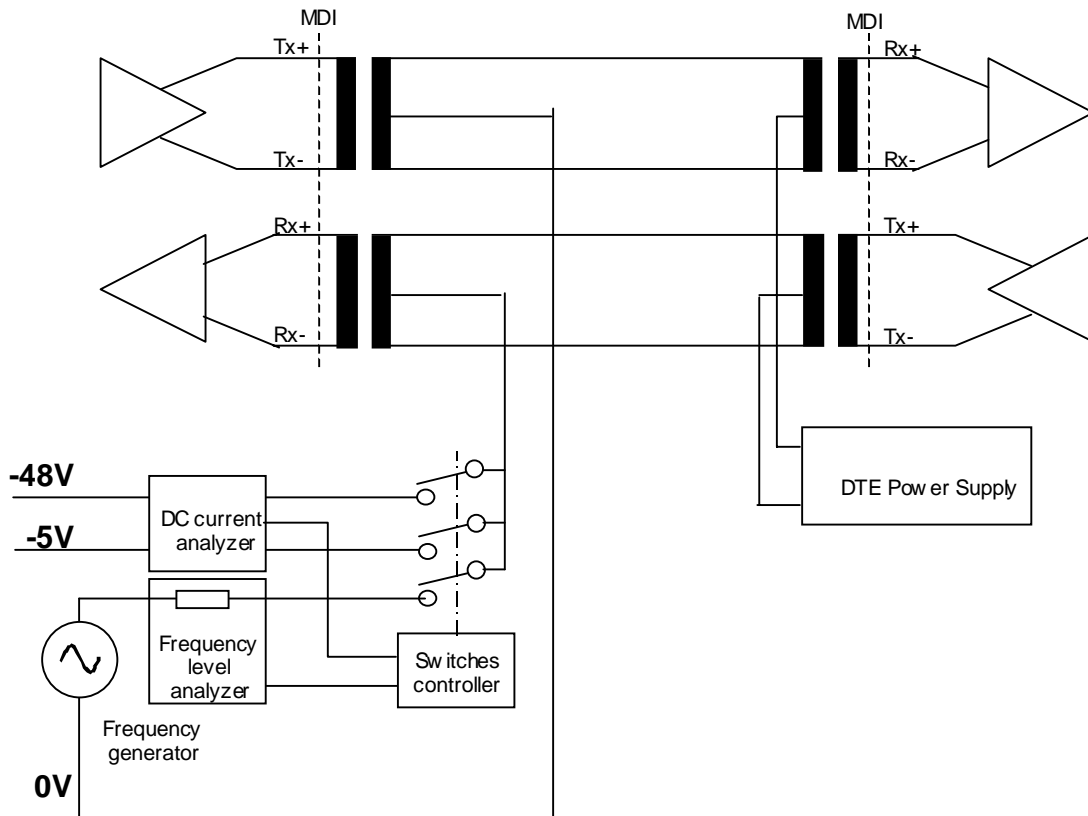 MDI
MDI
Tx+
Rx+
Tx-
Rx-
Rx+
Tx+
Rx-
Tx-
-48V
DC current
analyzer
-5V
DTE Power Supply
Frequency
level
analyzer
Switches
controller
Frequency
generator
0V